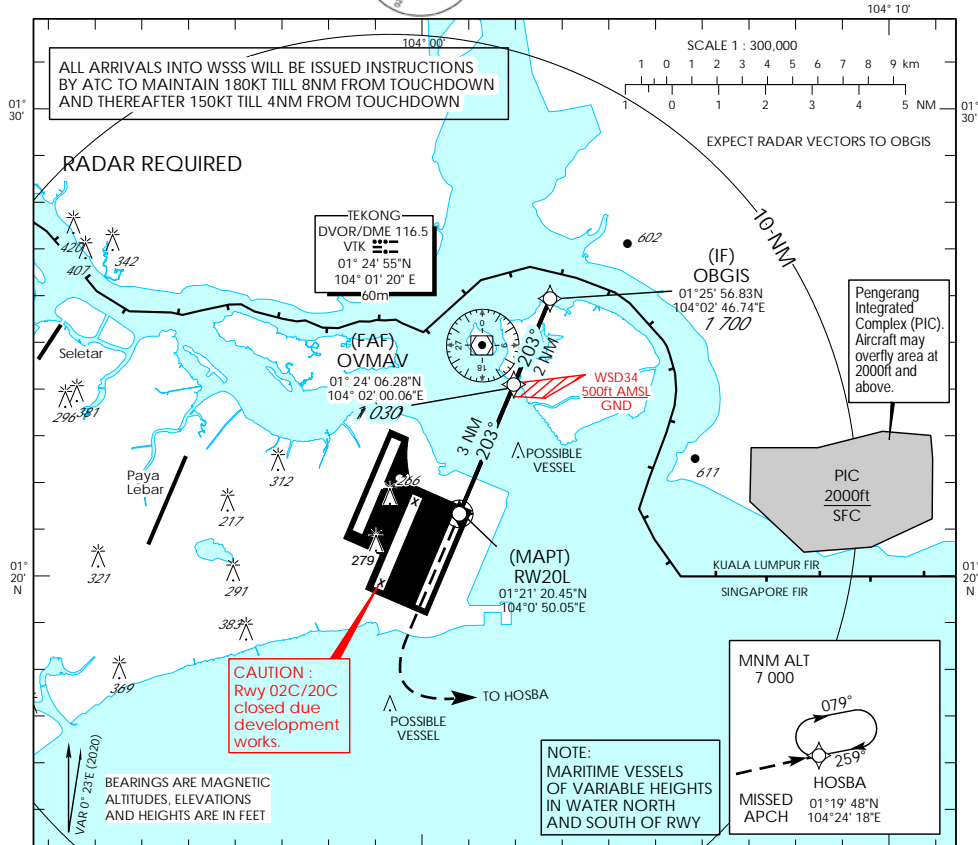 104° 10'
104° 00'
ALL ARRIVALS INTO WSSS WILL BE ISSUED INSTRUCTIONS
BY ATC TO MAINTAIN 180KT TILL 8NM FROM TOUCHDOWN
AND THEREAFTER 150KT TILL 4NM FROM TOUCHDOWN
SCALE 1 : 300,000
1 0 1 2 3 4 5 6 7 8 9 km
1 0 1 2 3 4 5 NM
01°
30'
01°
30'
EXPECT RADAR VECTORS TO OBGIS
RADAR REQUIRED
10 NM
TEKONG
DVOR/DME 116.5
VTK
01° 24' 55"N
104° 01' 20" E
60m
420
407
342
602
(IF)
OBGIS
01°25' 56.83N
104°02' 46.74"E
1 700
Pengerang
Integrated
Complex (PIC).
Aircraft may
overfly area at
2000ft and
above.
0
9
18
27
203°
2 NM
(FAF)
OVMAV
01° 24' 06.28"N
104° 02' 00.06"E
1 030
Seletar
WSD34
500ft AMSL
GND
296
381
3 NM
203°
POSSIBLE
VESSEL
611
Paya
Lebar
312
266
217
PIC
2000ft
SFC
x
279
(MAPT)
RW20L
01°21' 20.45"N
104°0' 50.05"E
321
291
x
KUALA LUMPUR FIR
SINGAPORE FIR
01°
20'
N
01°
20'
N
383
369
CAUTION :
Rwy 02C/20C
closed due
development
works.
TO HOSBA
POSSIBLE
VESSEL
MNM ALT
7 000
079°
259°
HOSBA
01°19' 48"N
104°24' 18"E
MISSED
APCH
NOTE:
MARITIME VESSELS
OF VARIABLE HEIGHTS
IN WATER NORTH
AND SOUTH OF RWY
VAR 0° 23'E (2020)
BEARINGS ARE MAGNETIC
ALTITUDES, ELEVATIONS
AND HEIGHTS ARE IN FEET